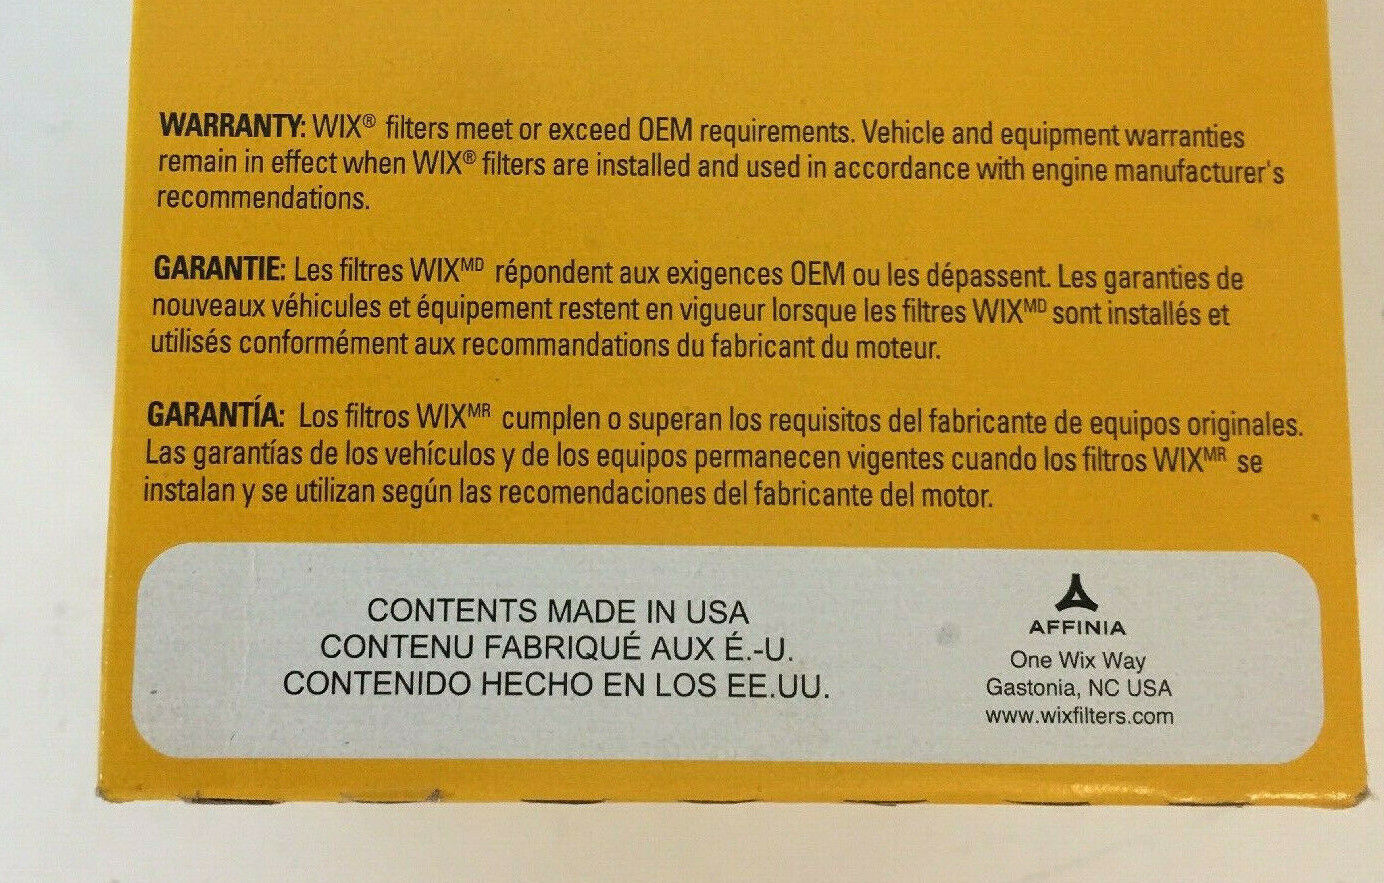 WARRANTY: WIX® filters meet or exceed OEM requirements. Vehicle and equipment warranties
remain in effect when WIX® filters are installed and used in accordance with engine manufacturer's
recommendations.
GARANTIE: Les filtres WIXMD répondent aux exigences OEM ou les dépassent. Les garanties de
nouveaux véhicules et équipement restent en vigueur lorsque les filtres WIXMD sont installés et
utilisés conformément aux recommandations du fabricant du moteur.
GARANTÍA: Los filtros WIXMR cumplen o superan los requisitos del fabricante de equipos originales.
Las garantías de los vehículos y de los equipos permanecen vigentes cuando los filtros WIXMR se
instalan y se utilizan según las recomendaciones del fabricante del motor.
CONTENTS MADE IN USA
CONTENU FABRIQUÉ AUX É.-U.
CONTENIDO HECHO EN LOS EE.UU.
AFFINIA
One Wix Way
Gastonia, NC USA
www.wixfilters.com